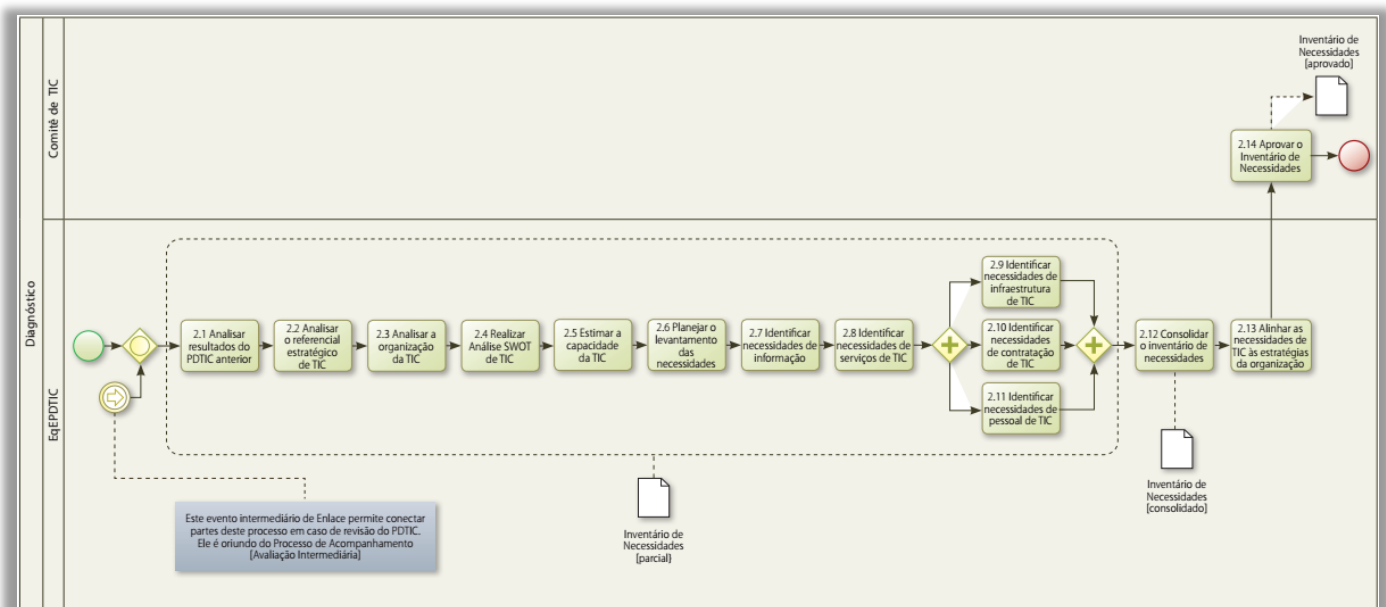 Diagnóstico
Comitê de TIC
Inventário de
Necessidades
[aprovado]
2.14 Aprovar o
Inventário de
Necessidades
EqEPDTIC
2.1 Analisar
resultados do
PDTIC anterior
2.2 Analisar
o referencial
estratégico
de TIC
2.3 Analisar a
organização
da TIC
2.4 Realizar
Análise SWOT
de TIC
2.5 Estimar a
capacidade
da TIC
2.6 Planejar o
levantamento
das
necessidades
2.7 Identificar
necessidades
de informação
2.8 Identificar
necessidades de
serviços de TIC
2.9 Identificar
necessidades de
infraestrutura
de TIC
2.10 Identificar
necessidades
de contratação
de TIC
2.11 Identificar
necessidades de
pessoal de TIC
2.12 Consolidar
o inventário de
necessidades
2.13 Alinhar as
necessidades de
TIC às estratégias
da organização
Este evento intermediário de Enlace permite conectar
partes deste processo em caso de revisão do PDTIC.
Ele é oriundo do Processo de Acompanhamento
[Avaliação Intermediária]
Inventário de
Necessidades
[parcial}
Inventário de
Necessidades
[consolidado]